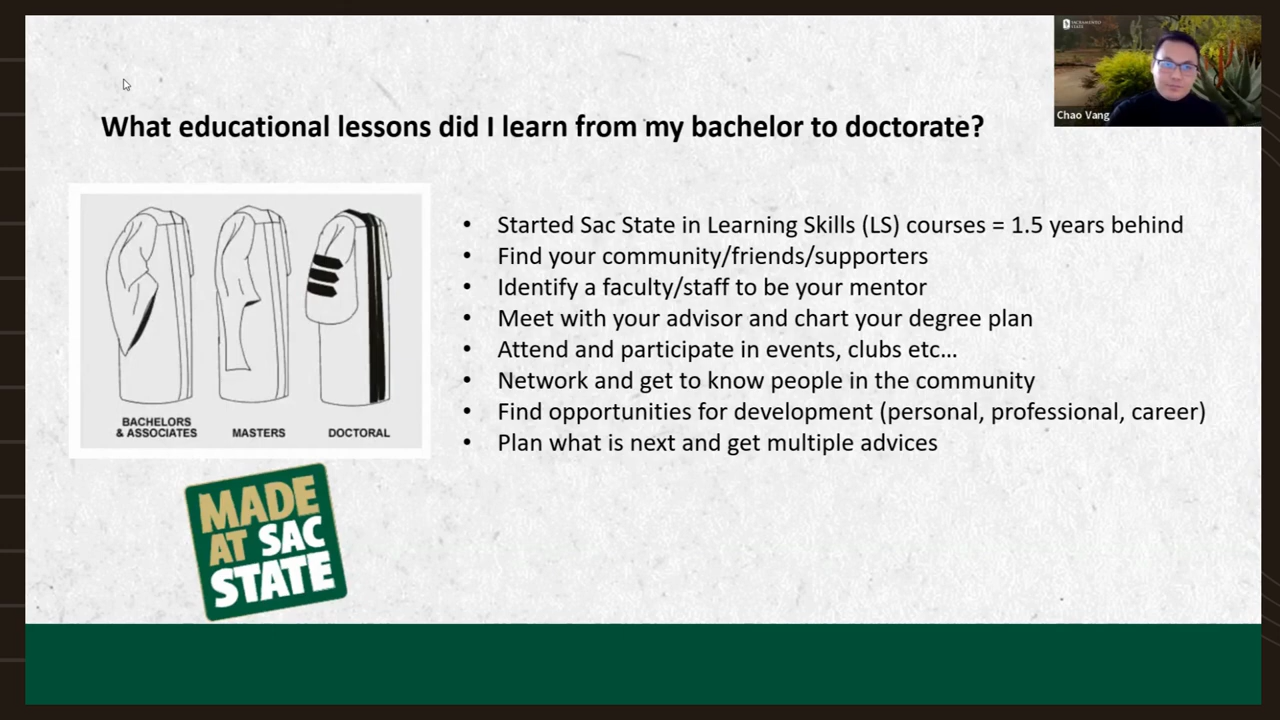 SACRAMENTO
STATE
Chao Vang
What educational lessons did I learn from my bachelor to doctorate?
• Started Sac State in Learning Skills (LS) courses = 1.5 years behind
• Find your community/friends/supporters
• Identify a faculty/staff to be your mentor
• Meet with your advisor and chart your degree plan
• Attend and participate in events, clubs etc…
• Network and get to know people in the community
• Find opportunities for development (personal, professional, career)
• Plan what is next and get multiple advices
BACHELORS
& ASSOCIATES
MASTERS
DOCTORAL
MADE
AT SAC
STATE